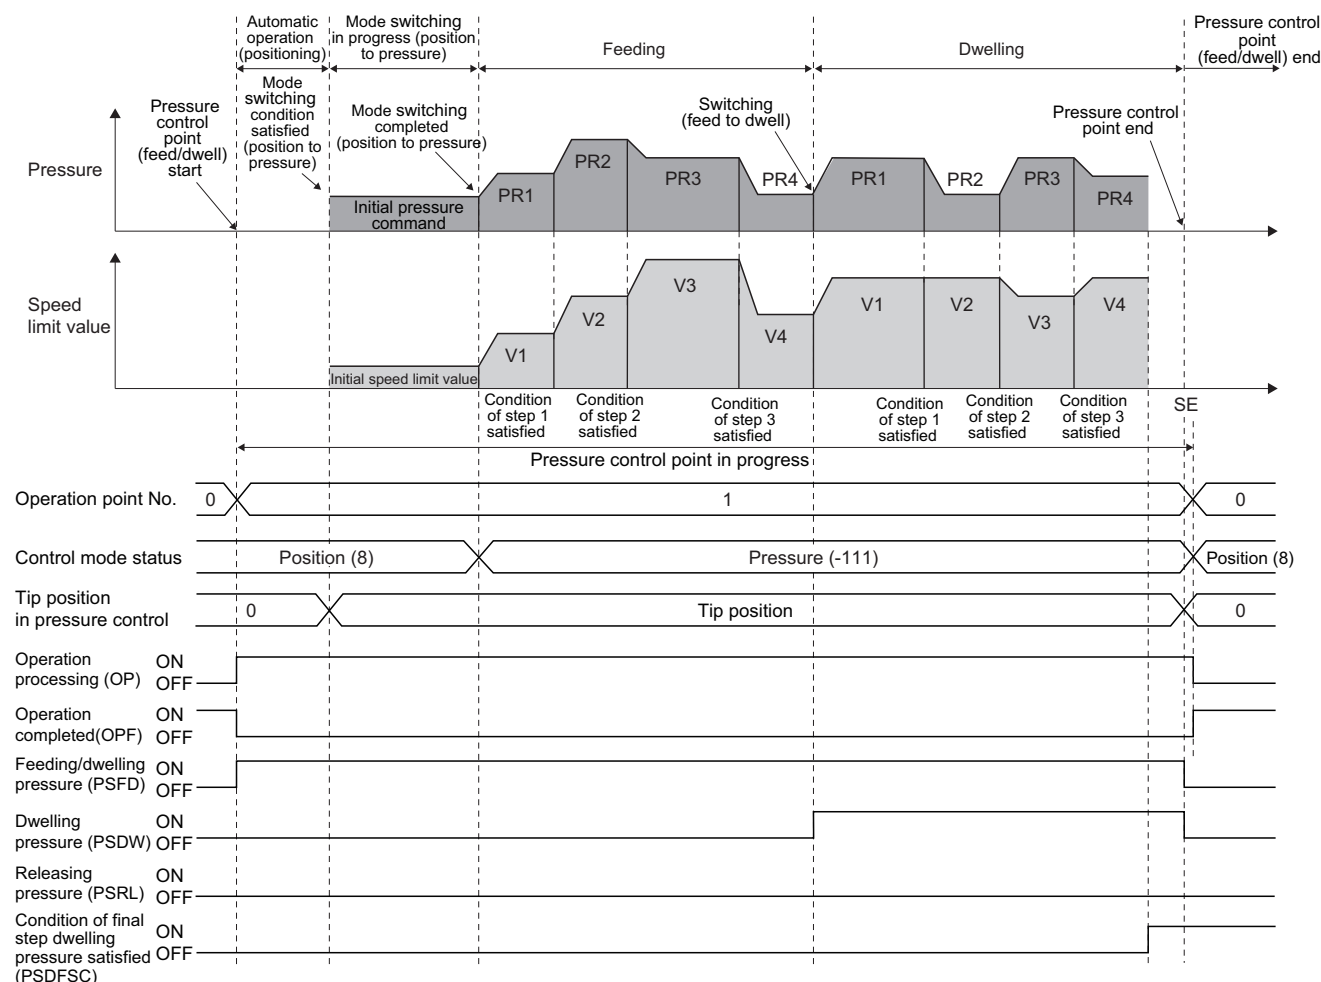 Automatic
operation
(positioning)
Mode switching
in progress (position
to pressure)
Feeding
Dwelling
Pressure control
point
(feed/dwell) end
Pressure
control
point
(feed/dwell)
start
Mode
switching
condition
satisfied
(position to
pressure)
Mode switching
completed
(position to pressure)
Switching
(feed to dwell)
Pressure control
point end
Pressure
Initial pressure
command
PR1
PR2
PR3
PR4
PR1
PR2
PR3
PR4
Speed
limit value
Initial speed limit value
V1
V2
V3
V4
V1
V2
V3
V4
Condition
of step 1
satisfied
Condition
of step 2
satisfied
Condition
of step 3
satisfied
Condition
of step 1
satisfied
Condition
of step 2
satisfied
Condition
of step 3
satisfied
SE
Pressure control point in progress
Operation point No.
0
1
0
Control mode status
Position (8)
Pressure (-111)
Position (8)
Tip position
in pressure control
0
Tip position
0
Operation
processing (OP)
ON
OFF
Operation
completed(OPF)
ON
OFF
Feeding/dwelling
pressure (PSFD)
ON
OFF
Dwelling
pressure (PSDW)
ON
OFF
Releasing
pressure (PSRL)
ON
OFF
Condition of final
step dwelling
pressure satisfied
(PSDFSC)
ON
OFF